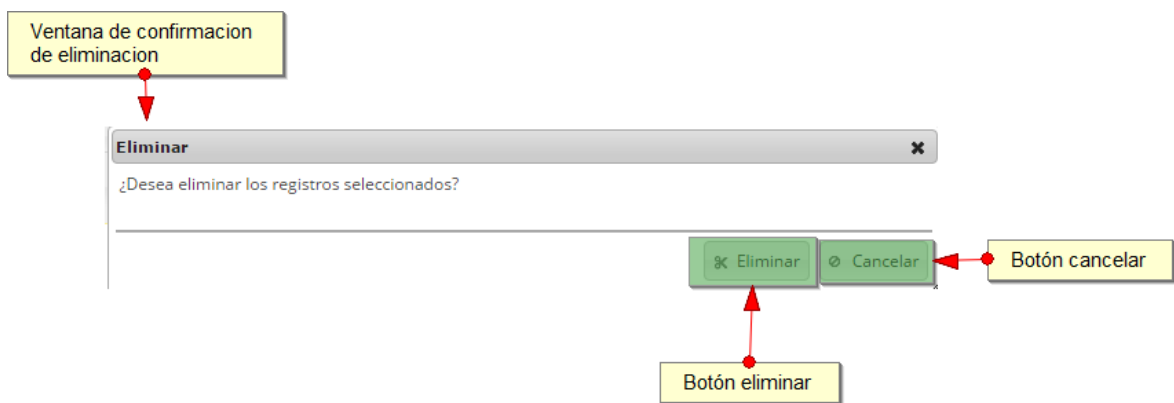 Ventana de confirmacion
de eliminacion
Eliminar
¿Desea eliminar los registros seleccionados?
Eliminar
Cancelar
Botón cancelar
Botón eliminar